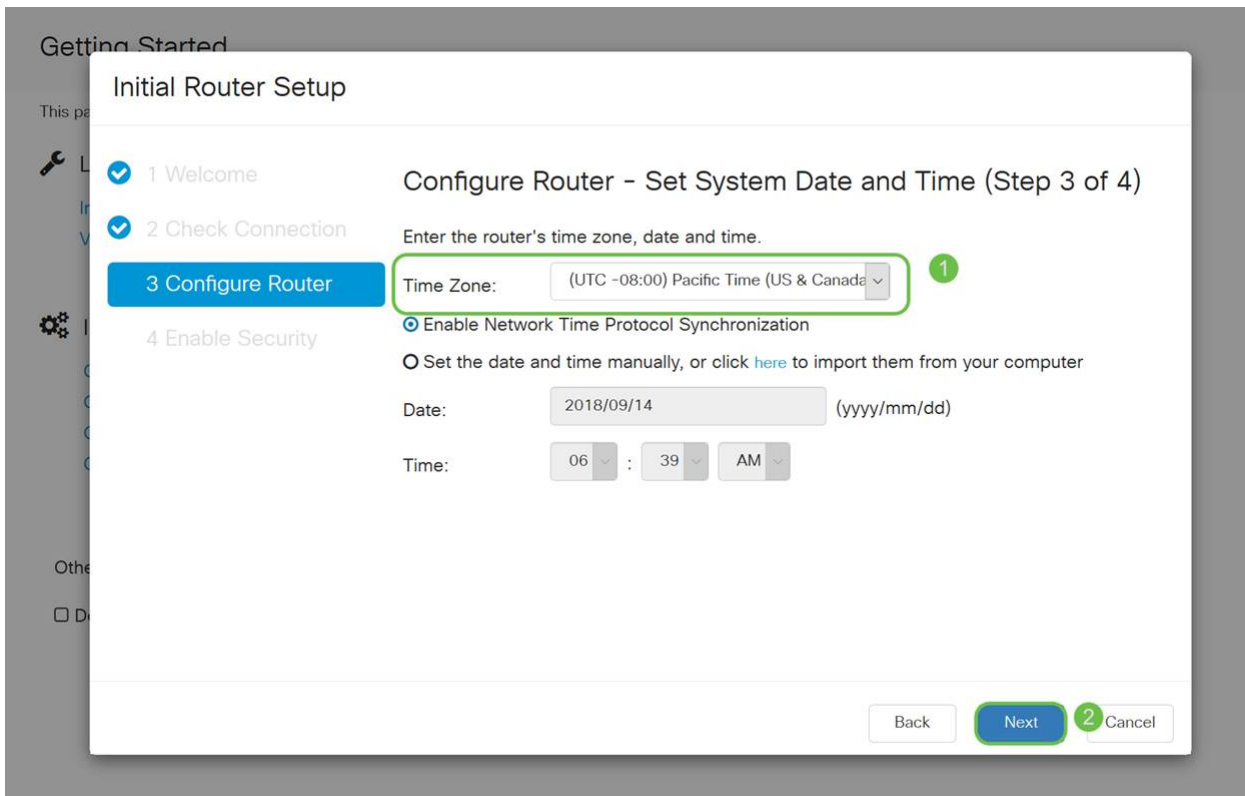 Getting Started
Initial Router Setup
This pa
1 Welcome
2 Check Connection
3 Configure Router
4 Enable Security
Configure Router - Set System Date and Time (Step 3 of 4)
Enter the router's time zone, date and time.
Time Zone: (UTC -08:00) Pacific Time (US & Canada
1
Enable Network Time Protocol Synchronization
Set the date and time manually, or click here to import them from your computer
Date: 2018/09/14 (yyyy/mm/dd)
Time: 06 : 39 AM
Othe
Back Next 2 Cancel